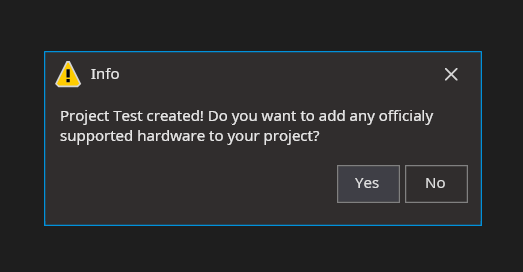 Info
Project Test created! Do you want to add any officialy
supported hardware to your project?
Yes No